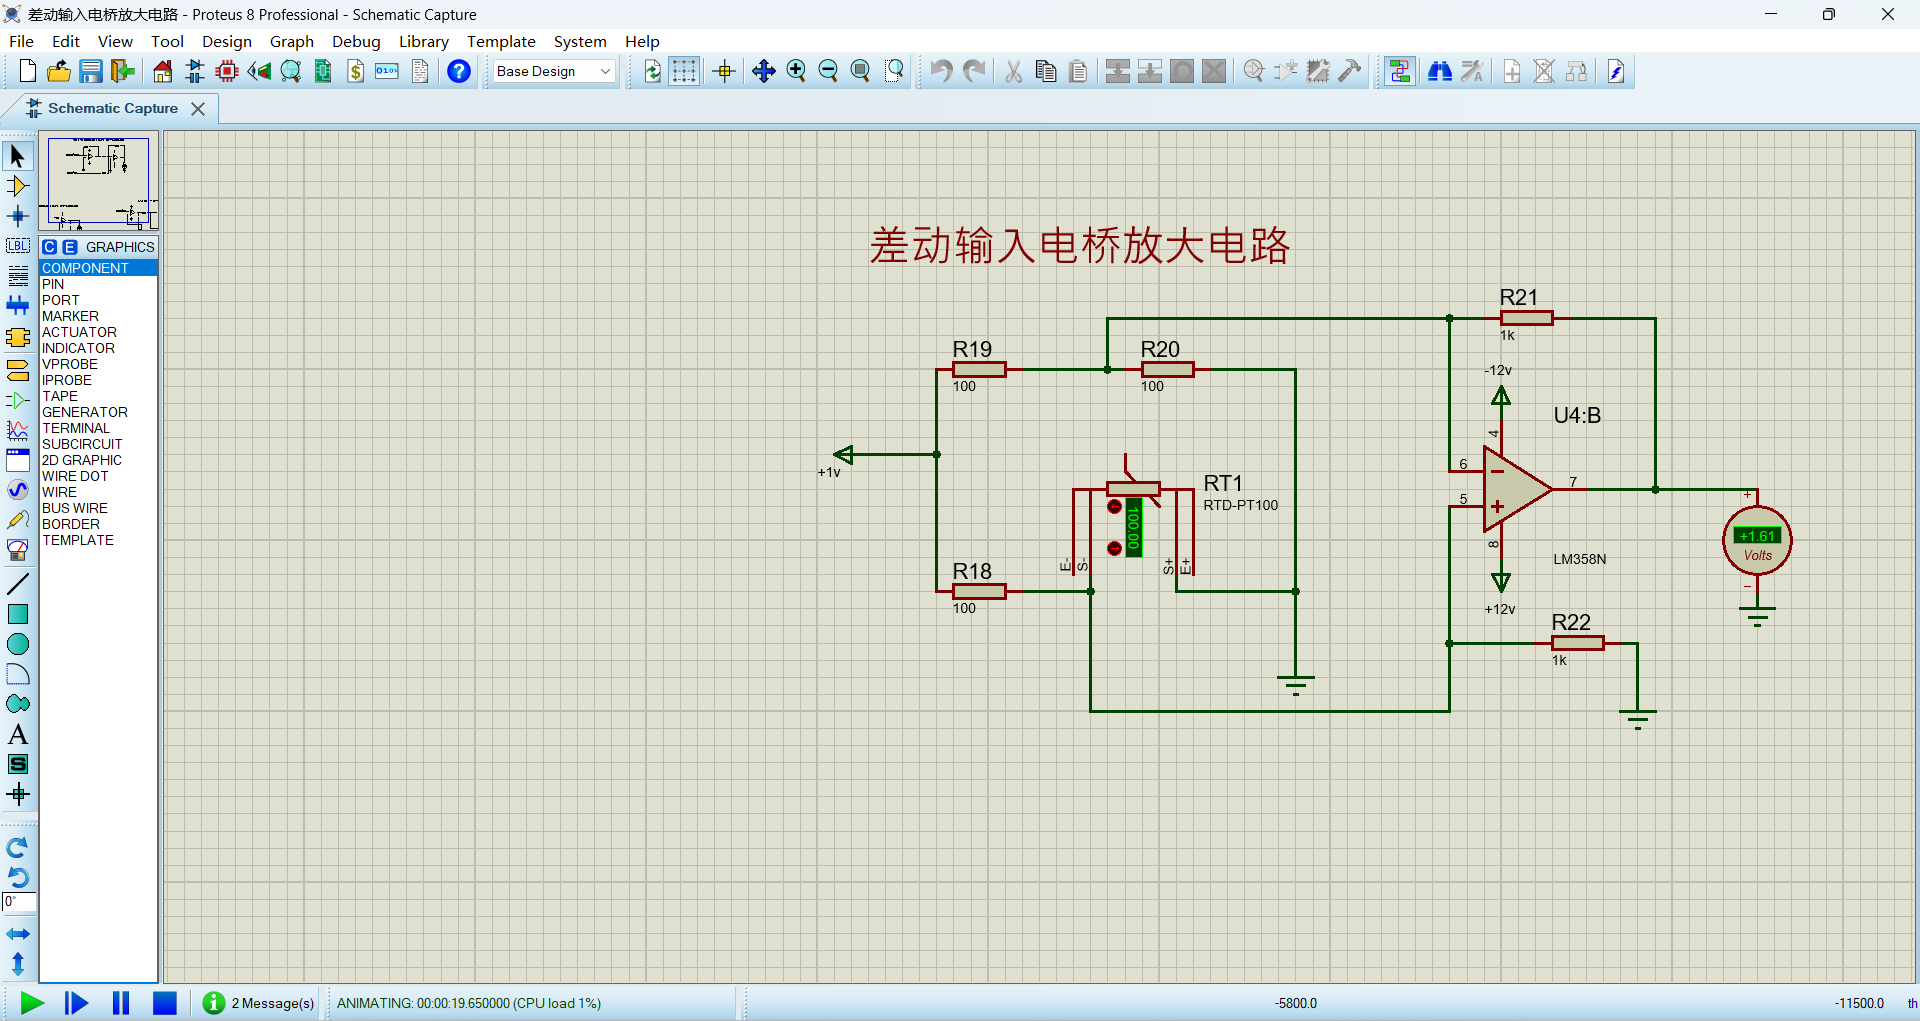 差动输入电桥放大电路 - Proteus 8 Professional - Schematic Capture
File Edit View Tool Design Graph Debug Library Template System Help
Base Design
Schematic Capture
LBL
C E GRAPHICS
COMPONENT
PIN
PORT
MARKER
ACTUATOR
INDICATOR
VPROBE
IPROBE
TAPE
GENERATOR
TERMINAL
SUBCIRCUIT
2D GRAPHIC
WIRE DOT
WIRE
BUS WIRE
BORDER
TEMPLATE
A
S
0°
差动输入电桥放大电路
R21
1k
R19
100
R20
100
-12v
4
U4:B
+1v
6
5
7
8
RT1
RTD-PT100
100.00
E-
S-
S+
E+
+1.61
Volts
LM358N
R18
100
+12v
R22
1k
2 Message(s)
ANIMATING: 00:00:19.650000 (CPU load 1%)
-5800.0
-11500.0
th